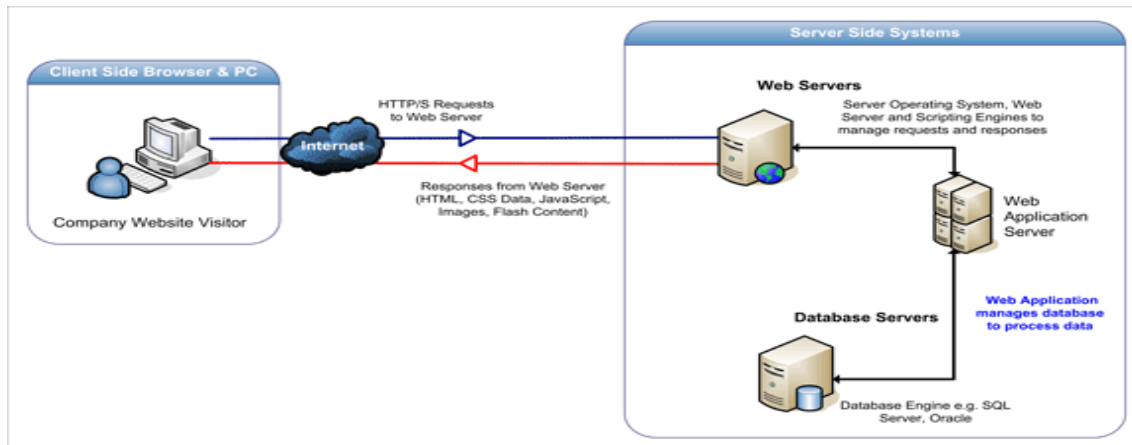 Client Side Browser & PC
Company Website Visitor
HTTP/S Requests
to Web Server
Internet
Responses from Web Server
(HTML, CSS Data, JavaScript,
Images, Flash Content)
Server Side Systems
Web Servers
Server Operating System, Web
Server and Scripting Engines to
manage requests and responses
Web
Application
Server
Web Application
manages database
to process data
Database Servers
Database Engine e.g. SQL
Server, Oracle